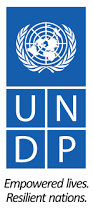 U N
D P
Empowered lives.
Resilient nations.